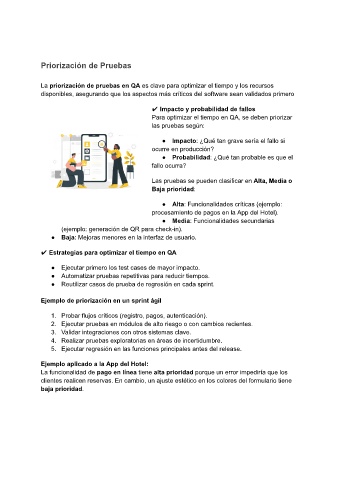 Priorización de Pruebas
La priorización de pruebas en QA es clave para optimizar el tiempo y los recursos
disponibles, asegurando que los aspectos más críticos del software sean validados primero
✔ Impacto y probabilidad de fallos
Para optimizar el tiempo en QA, se deben priorizar
las pruebas según:
● Impacto: ¿Qué tan grave sería el fallo si
ocurre en producción?
● Probabilidad: ¿Qué tan probable es que el
fallo ocurra?
Las pruebas se pueden clasificar en Alta, Media o
Baja prioridad:
● Alta: Funcionalidades críticas (ejemplo:
procesamiento de pagos en la App del Hotel).
● Media: Funcionalidades secundarias
(ejemplo: generación de QR para check-in).
● Baja: Mejoras menores en la interfaz de usuario.
✔ Estrategias para optimizar el tiempo en QA
● Ejecutar primero los test cases de mayor impacto.
● Automatizar pruebas repetitivas para reducir tiempos.
● Reutilizar casos de prueba de regresión en cada sprint.
Ejemplo de priorización en un sprint ágil
1. Probar flujos críticos (registro, pagos, autenticación).
2. Ejecutar pruebas en módulos de alto riesgo o con cambios recientes.
3. Validar integraciones con otros sistemas clave.
4. Realizar pruebas exploratorias en áreas de incertidumbre.
5. Ejecutar regresión en las funciones principales antes del release.
Ejemplo aplicado a la App del Hotel:
La funcionalidad de pago en línea tiene alta prioridad porque un error impediría que los
clientes realicen reservas. En cambio, un ajuste estético en los colores del formulario tiene
baja prioridad.